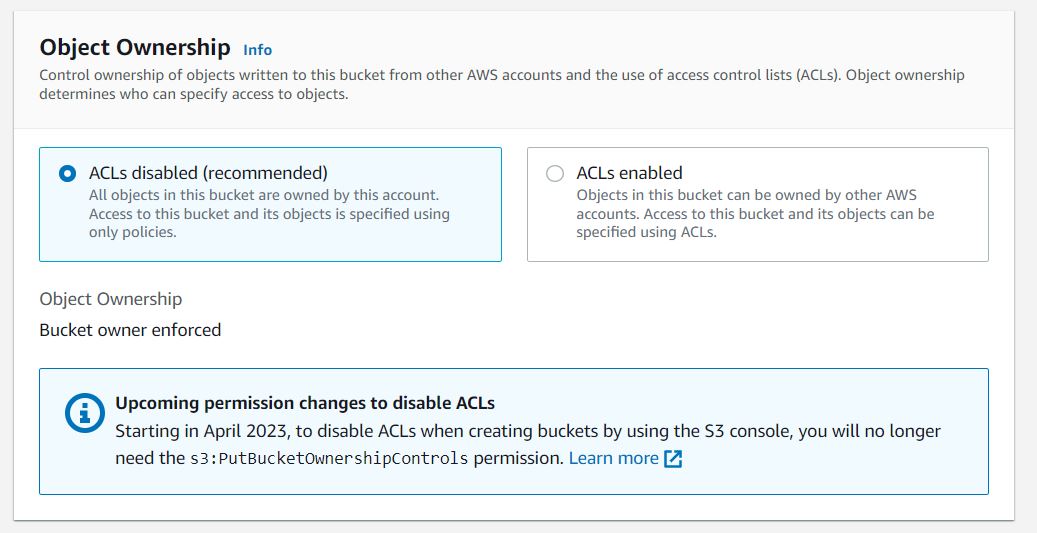 Object Ownership Info
Control ownership of objects written to this bucket from other AWS accounts and the use of access control lists (ACLs). Object ownership
determines who can specify access to objects.
ACLs disabled (recommended)
All objects in this bucket are owned by this account.
Access to this bucket and its objects is specified using
only policies.
ACLs enabled
Objects in this bucket can be owned by other AWS
accounts. Access to this bucket and its objects can be
specified using ACLs.
Object Ownership
Bucket owner enforced
Upcoming permission changes to disable ACLs
Starting in April 2023, to disable ACLs when creating buckets by using the S3 console, you will no longer
need the s3:PutBucketOwnershipControls permission. Learn more